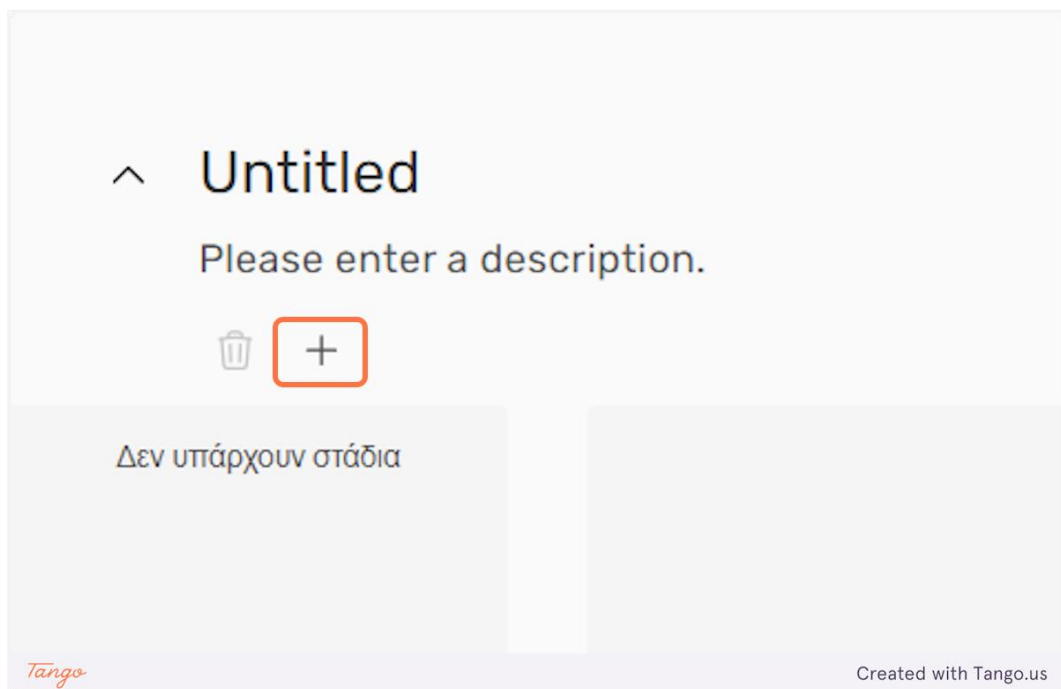 Untitled
Please enter a description.
Δεν υπάρχουν στάδια
Tango
Created with Tango.us